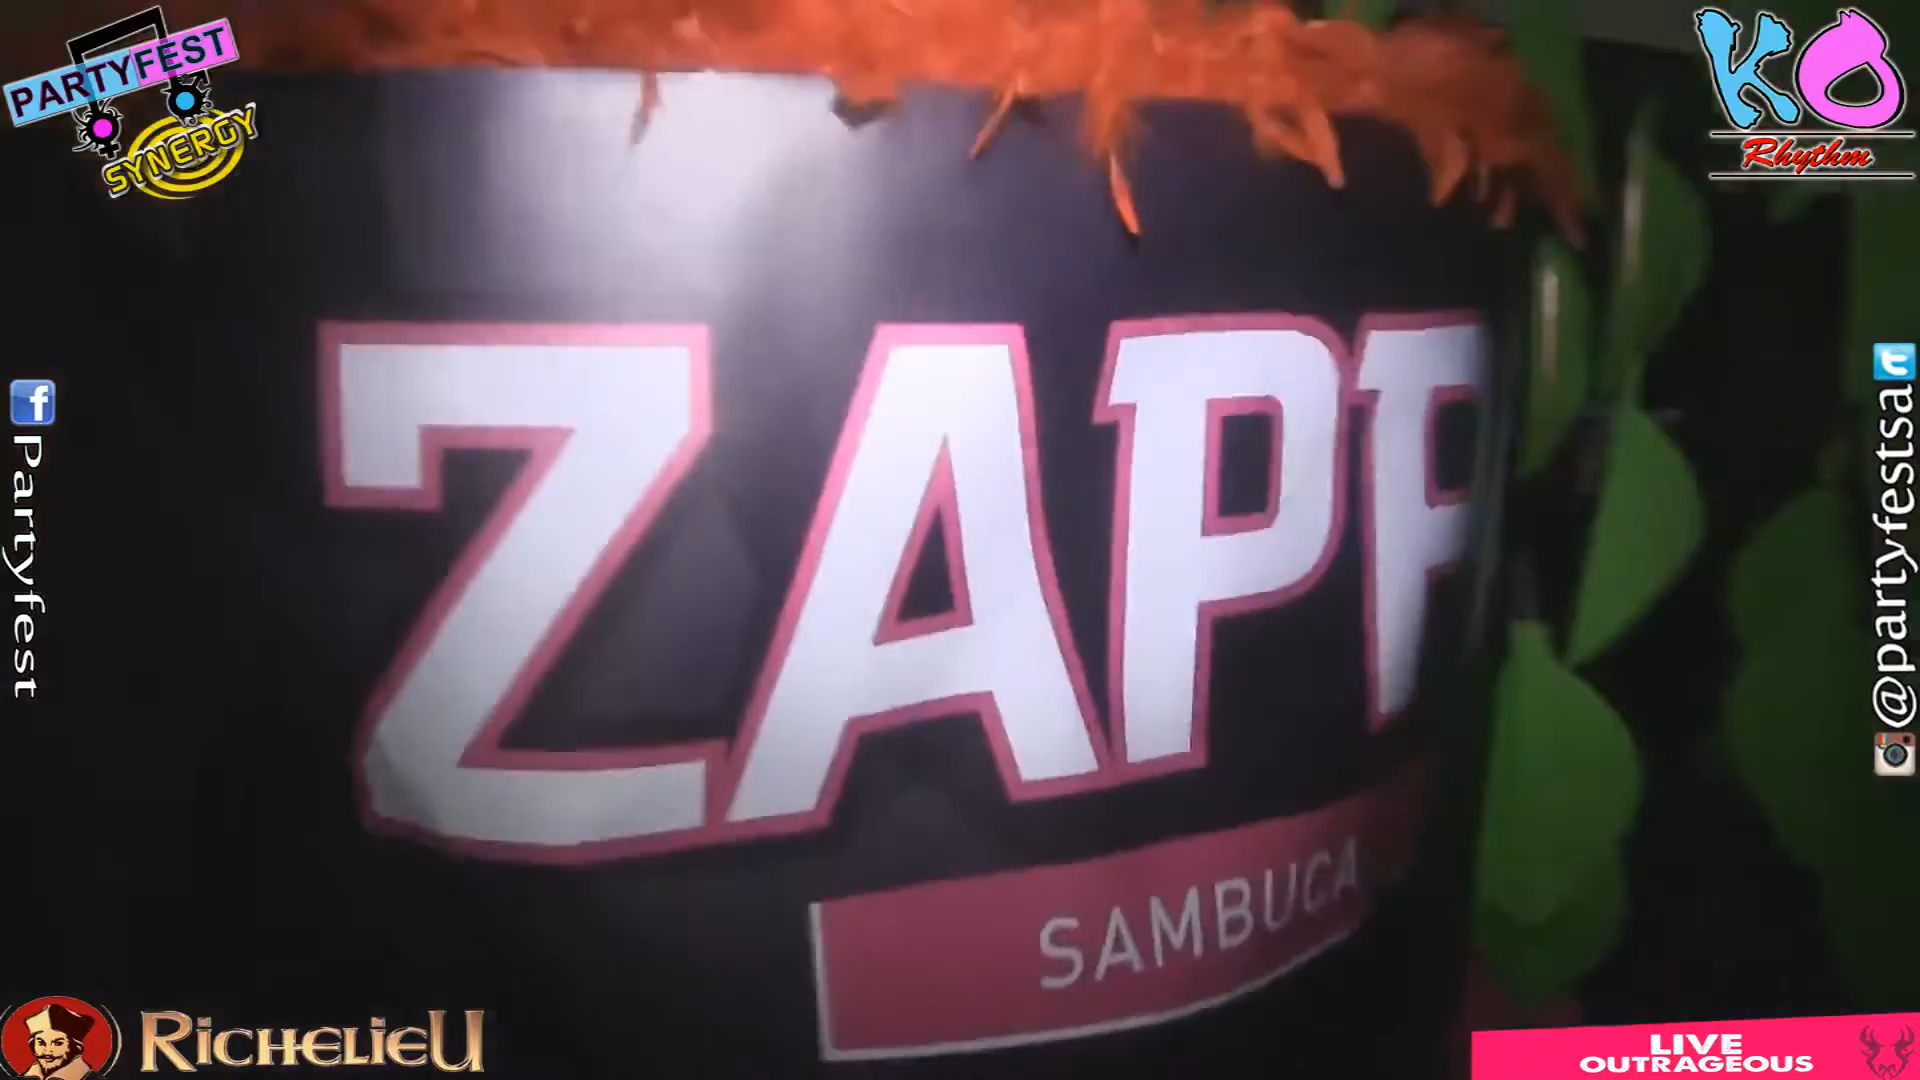 PARTYFEST
SYNERGY
KO
Rhythm
Partyfest
@partyfestsa
ZAPP
SAMBUCA
RICHELIEU
LIVE
OUTRAGEOUS